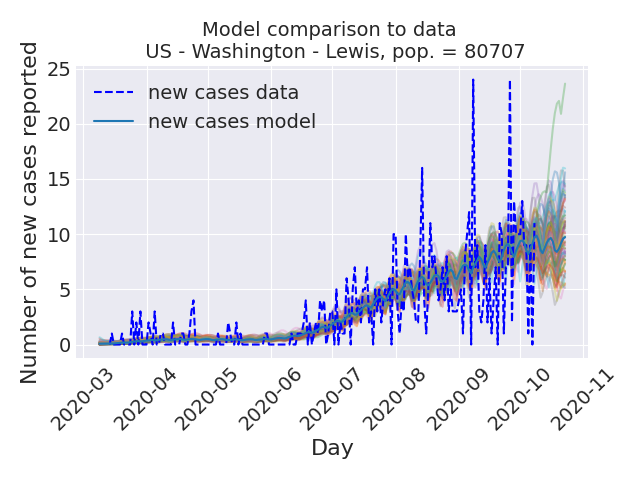 Model comparison to data
US - Washington - Lewis, pop. = 80707
Number of new cases reported
25
20
15
10
5
0
new cases data
new cases model
2020-03
2020-04
2020-05
2020-06
2020-07
2020-08
2020-09
2020-10
2020-11
Day